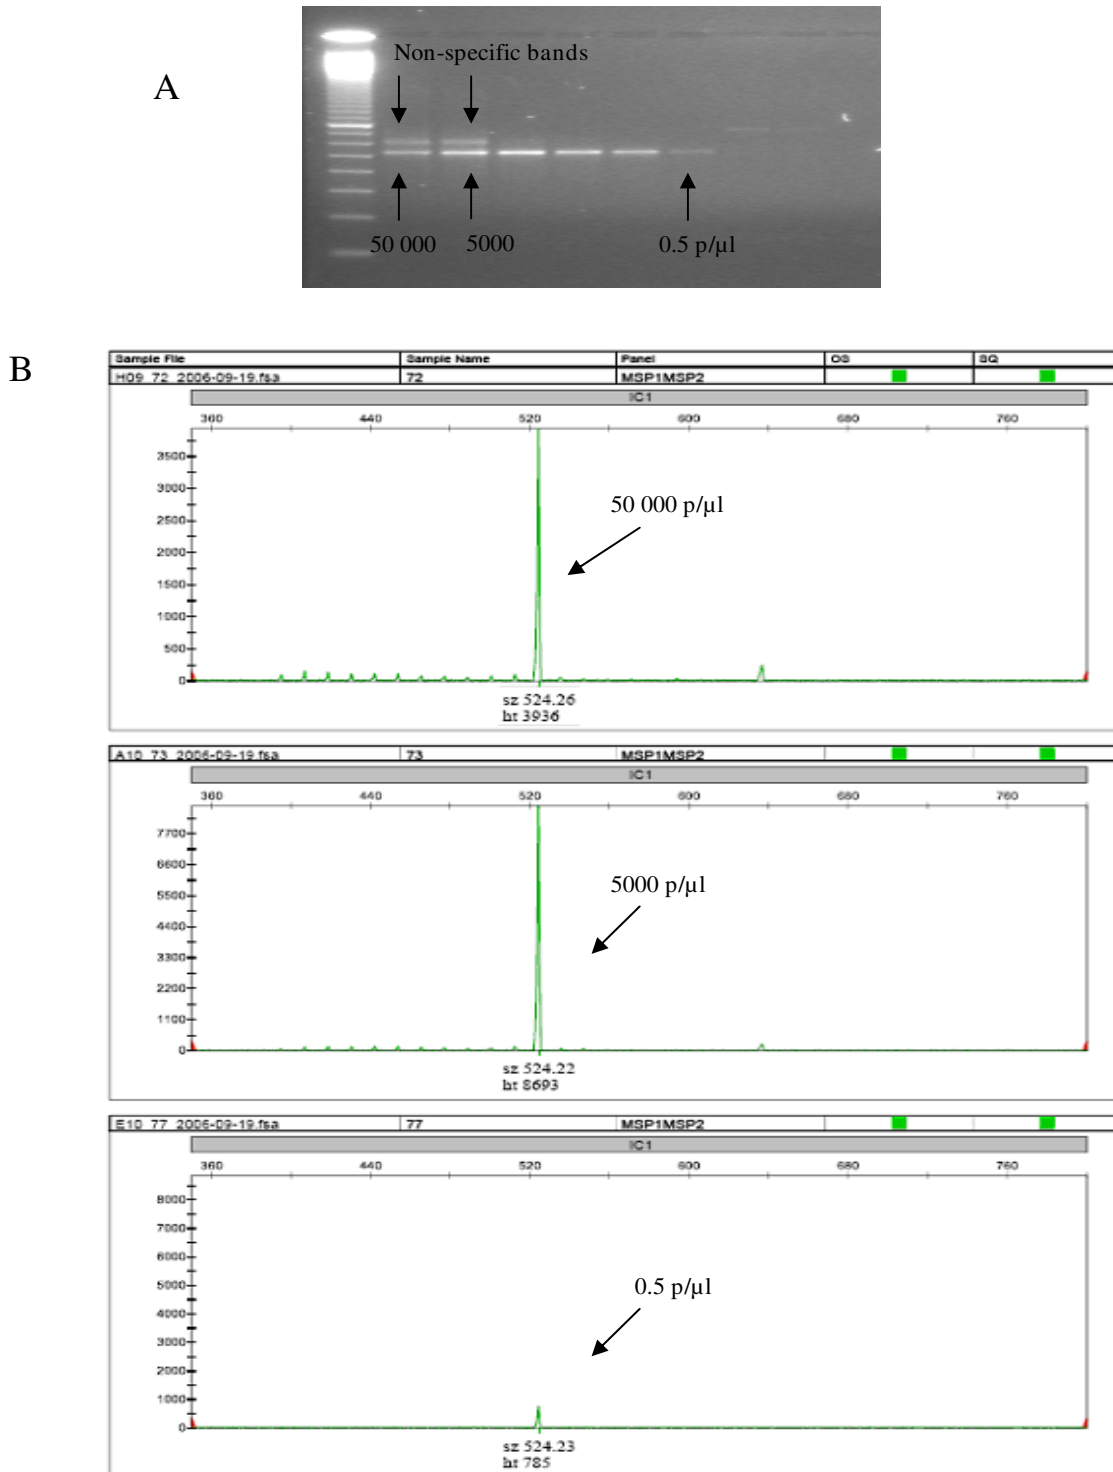 A
Non-specific bands
50 000 5000 0.5 p/µl
B
Sample File Sample Name Panel OS SQ
H09_72_2006-09-19.fsa 72 MSP1MSP2
IC1
360 440 520 600 680 760
3500
3000
2500
2000
1500
1000
500
0
50 000 p/µl
sz 524.26
ht 3936
A10_73_2006-09-19.fsa 73 MSP1MSP2
IC1
360 440 520 600 680 760
7700
6600
5500
4400
3300
2200
1100
0
5000 p/µl
sz 524.22
ht 8693
E10_77_2006-09-19.fsa 77 MSP1MSP2
IC1
360 440 520 600 680 760
8000
7000
6000
5000
4000
3000
2000
1000
0
0.5 p/µl
sz 524.23
ht 785